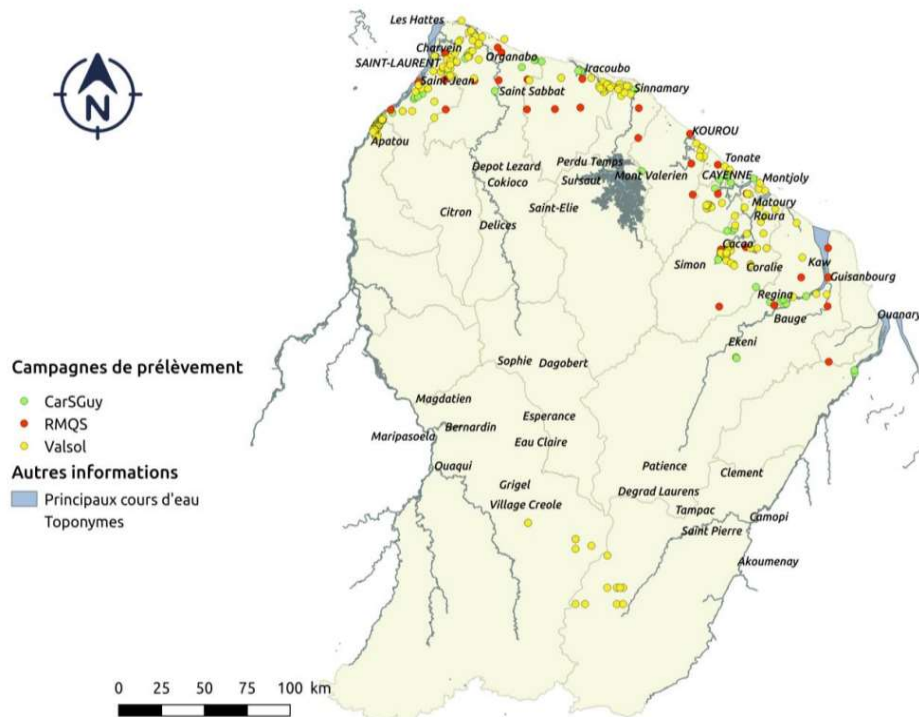 Les Hattes
Charvein
Organabo
SAINT-LAURENT
Iracoubo
Saint Jean
Saint Sabbat
Sinnamary
N
KOUROU
Apatou
Tonate
Perdu Temps
Depot Lezard
Mont Valerien
CAYENNE
Montjoly
Cokioco
Sursaut
Matoury
Citron
Saint-Elie
Roura
Delices
Cacao
Simon
Coralie
Kaw
Guisanbourg
Regina
Bauge
Ouanary
Ekeni
Sophie
Dagobert
Campagnes de prélèvement
CarSGuy
RMQS
Valsol
Autres informations
Principaux cours d'eau
Toponymes
Magdatien
Esperance
Maripasoela
Bernardin
Eau Claire
Ouaqui
Patience
Clement
Grigel
Degrad Laurens
Village Creole
Tampac
Camopi
Saint Pierre
Akoumenay
0 25 50 75 100 km